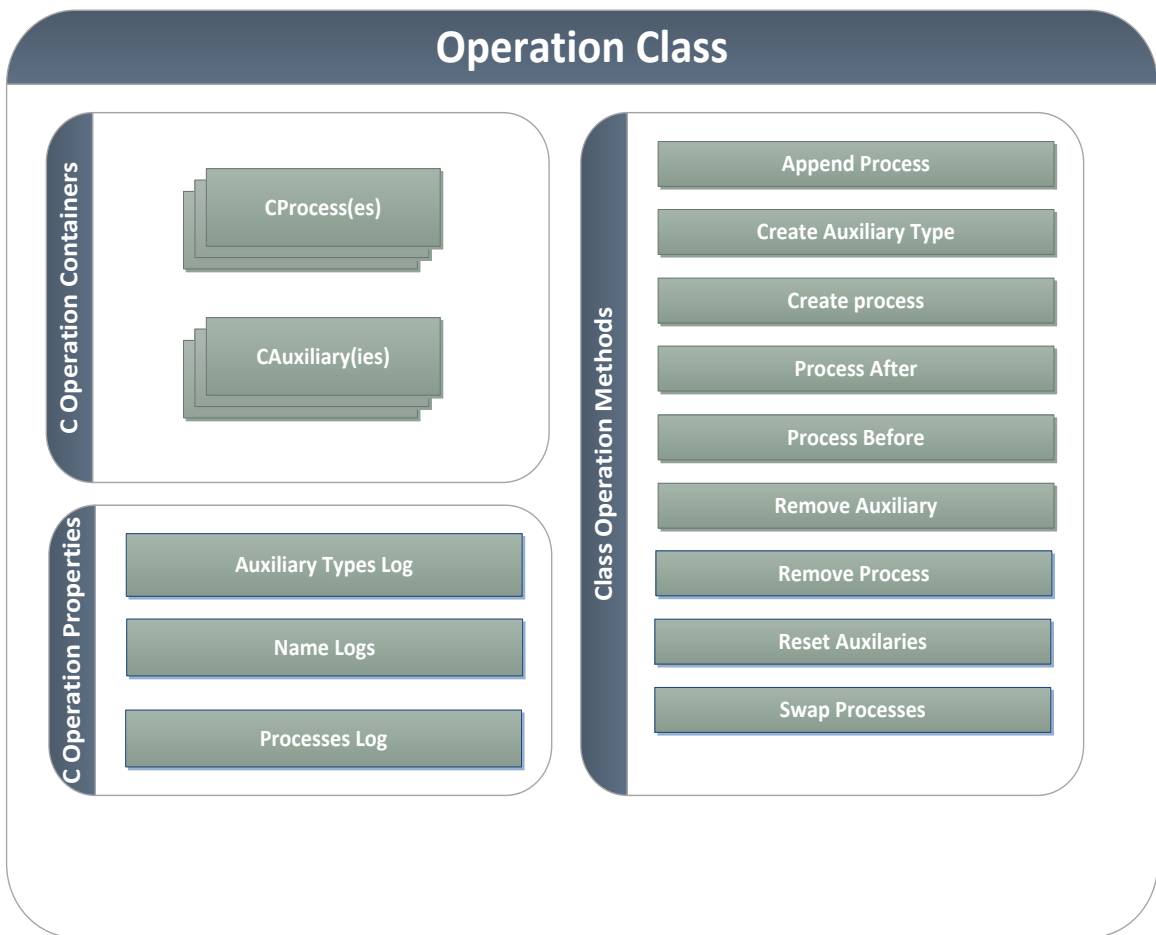 Operation Class
C Operation Containers
CProcess(es)
CAuxiliary(ies)
C Operation Properties
Auxiliary Types Log
Name Logs
Processes Log
Class Operation Methods
Append Process
Create Auxiliary Type
Create process
Process After
Process Before
Remove Auxiliary
Remove Process
Reset Auxilaries
Swap Processes